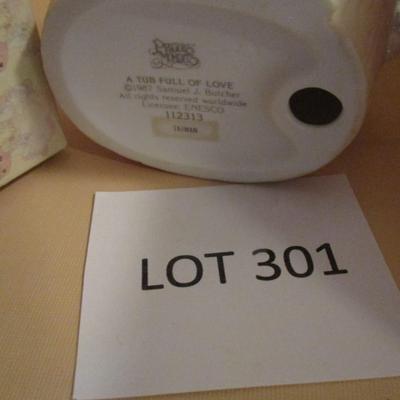 PRECIOUS
MOMENTS
A TUB FULL OF LOVE
©1987 Samuel J. Butcher
All rights reserved worldwide
Licensee: ENESCO
112313
TAIWAN
LOT 301